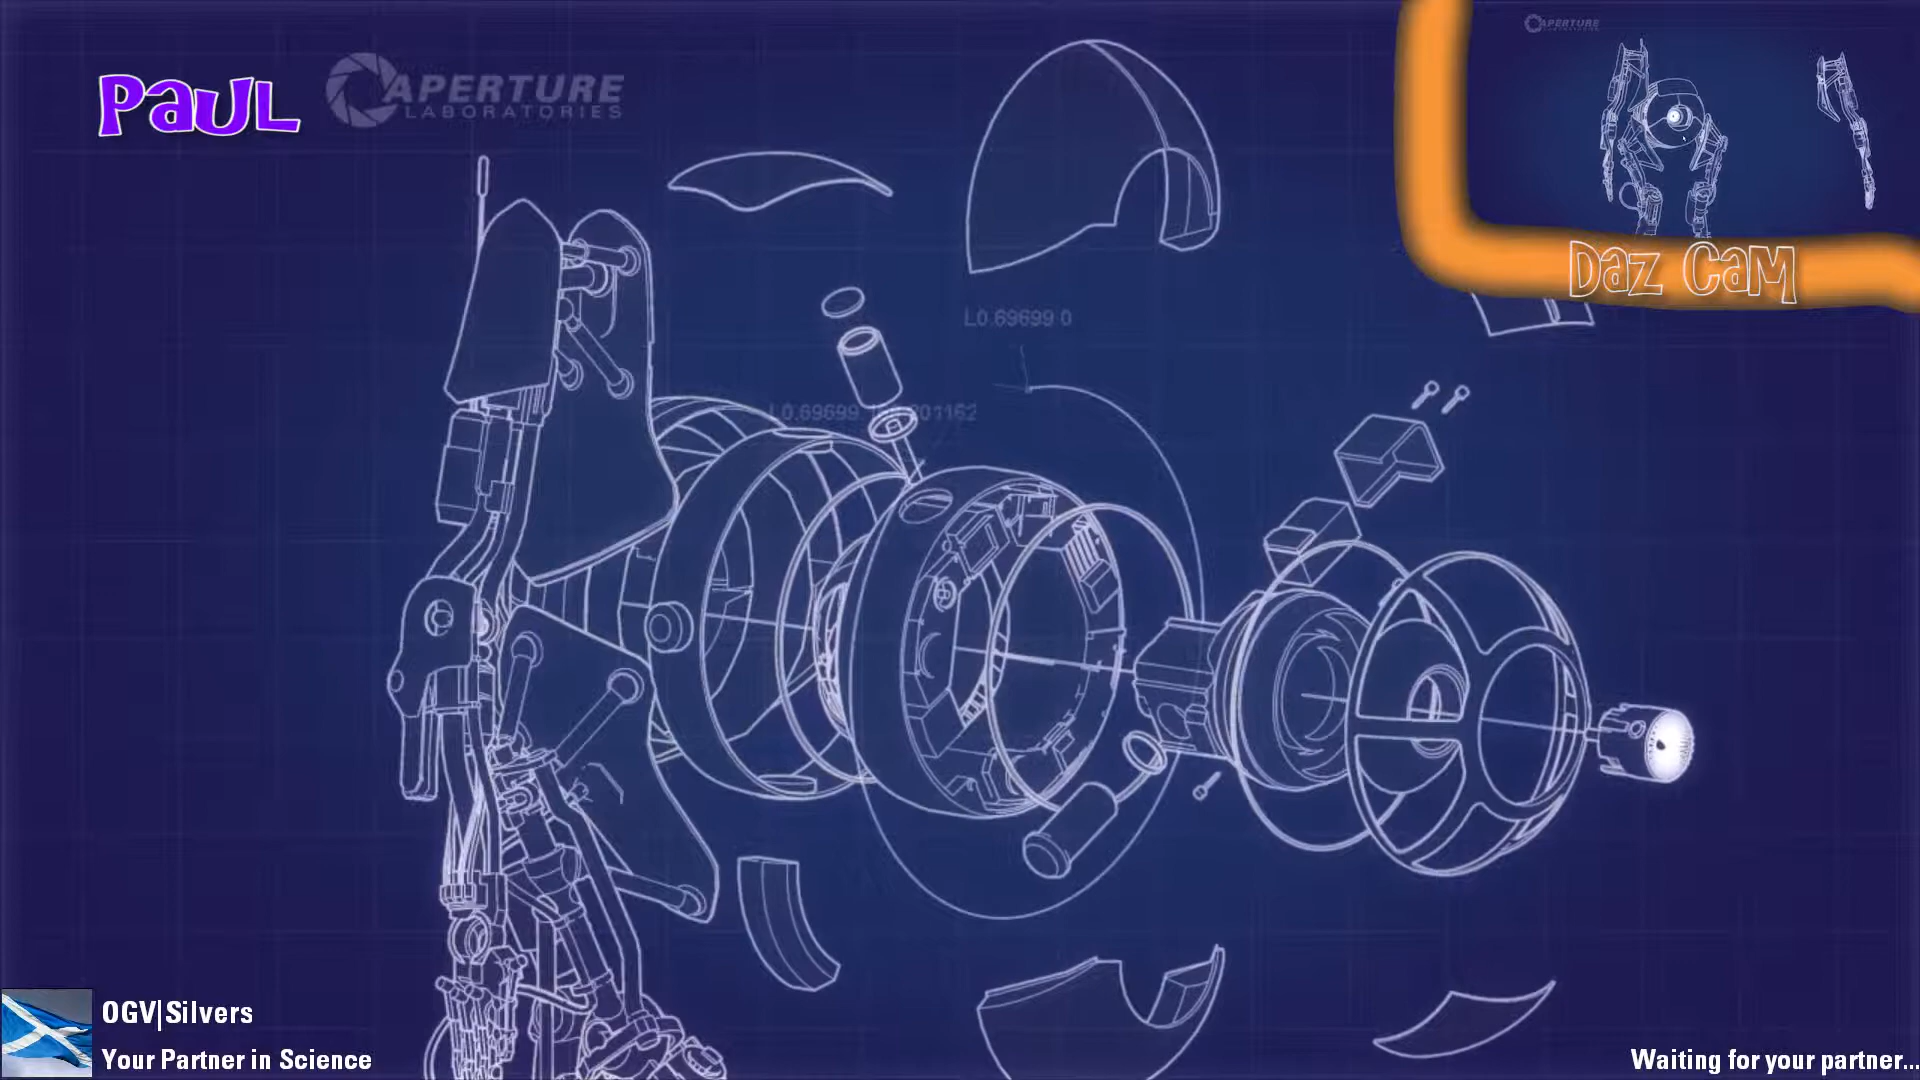 PAUL
APERTURE
LABORATORIES
APERTURE
DAZ CAM
L0.69699 0
OGV|Silvers
Your Partner in Science
Waiting for your partner...